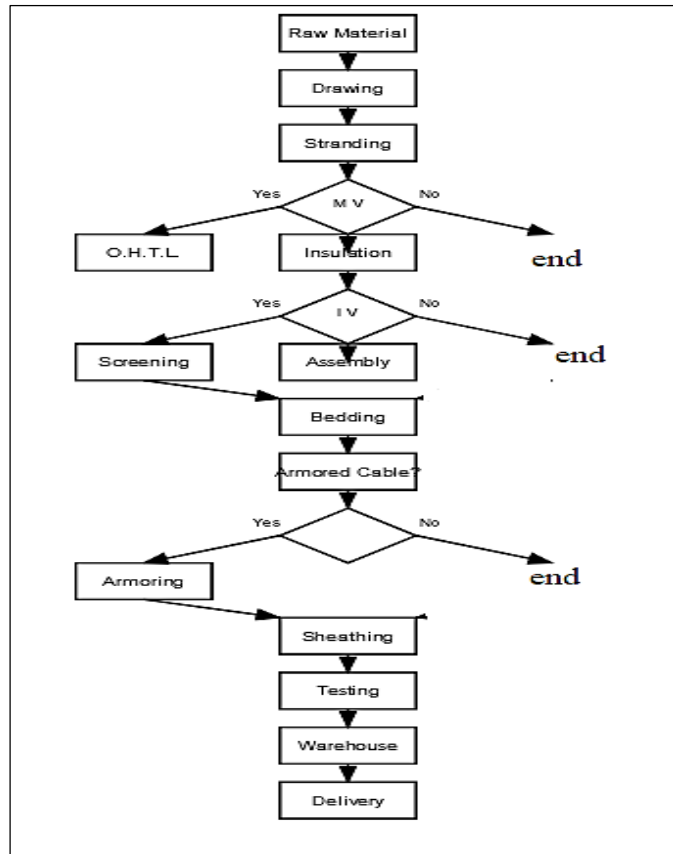 Raw Material
Drawing
Stranding
Yes
M V
No
O.H.T.L.
Insulation
end
Yes
I V
No
Screening
Assembly
end
Bedding
Armored Cable?
Yes
No
Armoring
end
Sheathing
Testing
Warehouse
Delivery